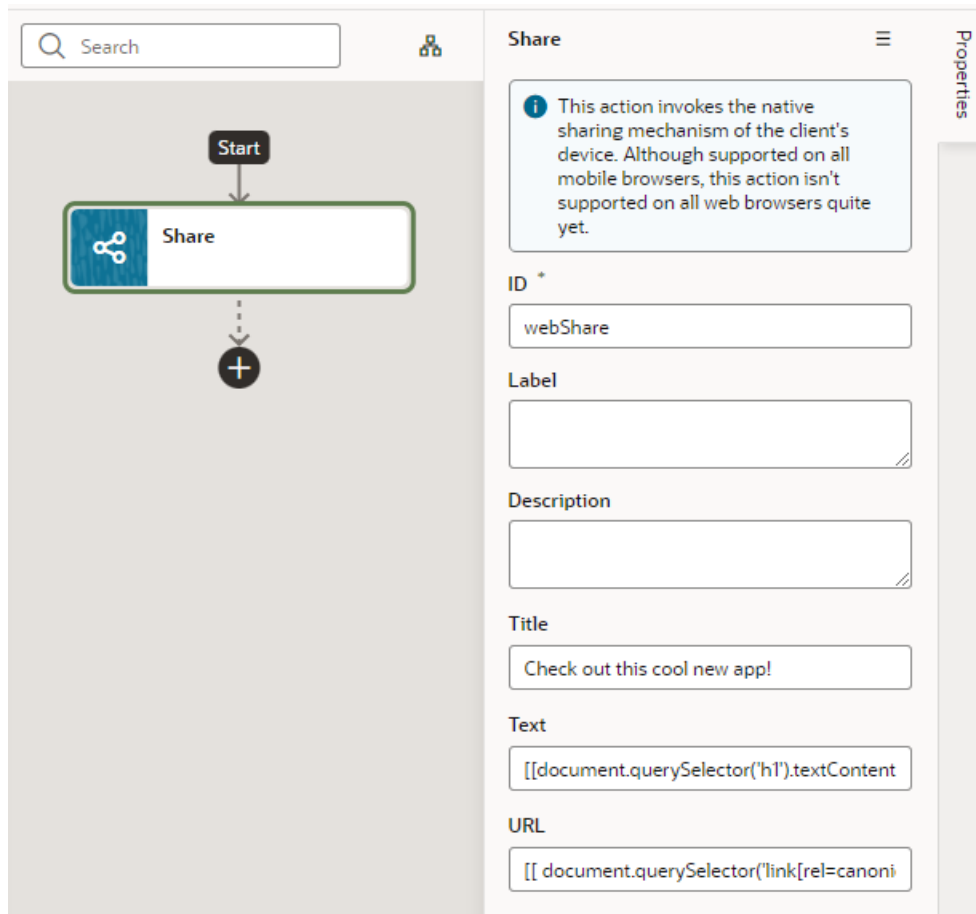 Search
Start
Share
Share
This action invokes the native
sharing mechanism of the client's
device. Although supported on all
mobile browsers, this action isn't
supported on all web browsers quite
yet.
ID *
webShare
Label
Description
Title
Check out this cool new app!
Text
[[document.querySelector('h1').textContent
URL
[[ document.querySelector('link[rel=canoni
Properties